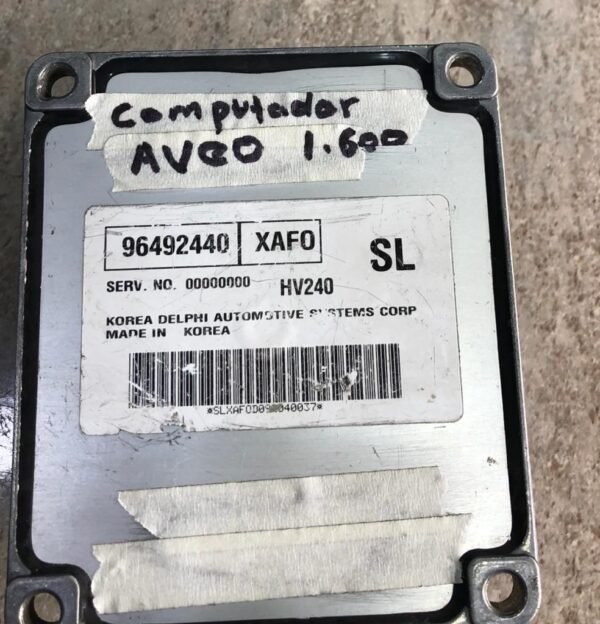 Computador
AVEO 1.600
96492440 XAFO SL
SERV. NO. 00000000 HV240
KOREA DELPHI AUTOMOTIVE SYSTEMS CORP
MADE IN KOREA